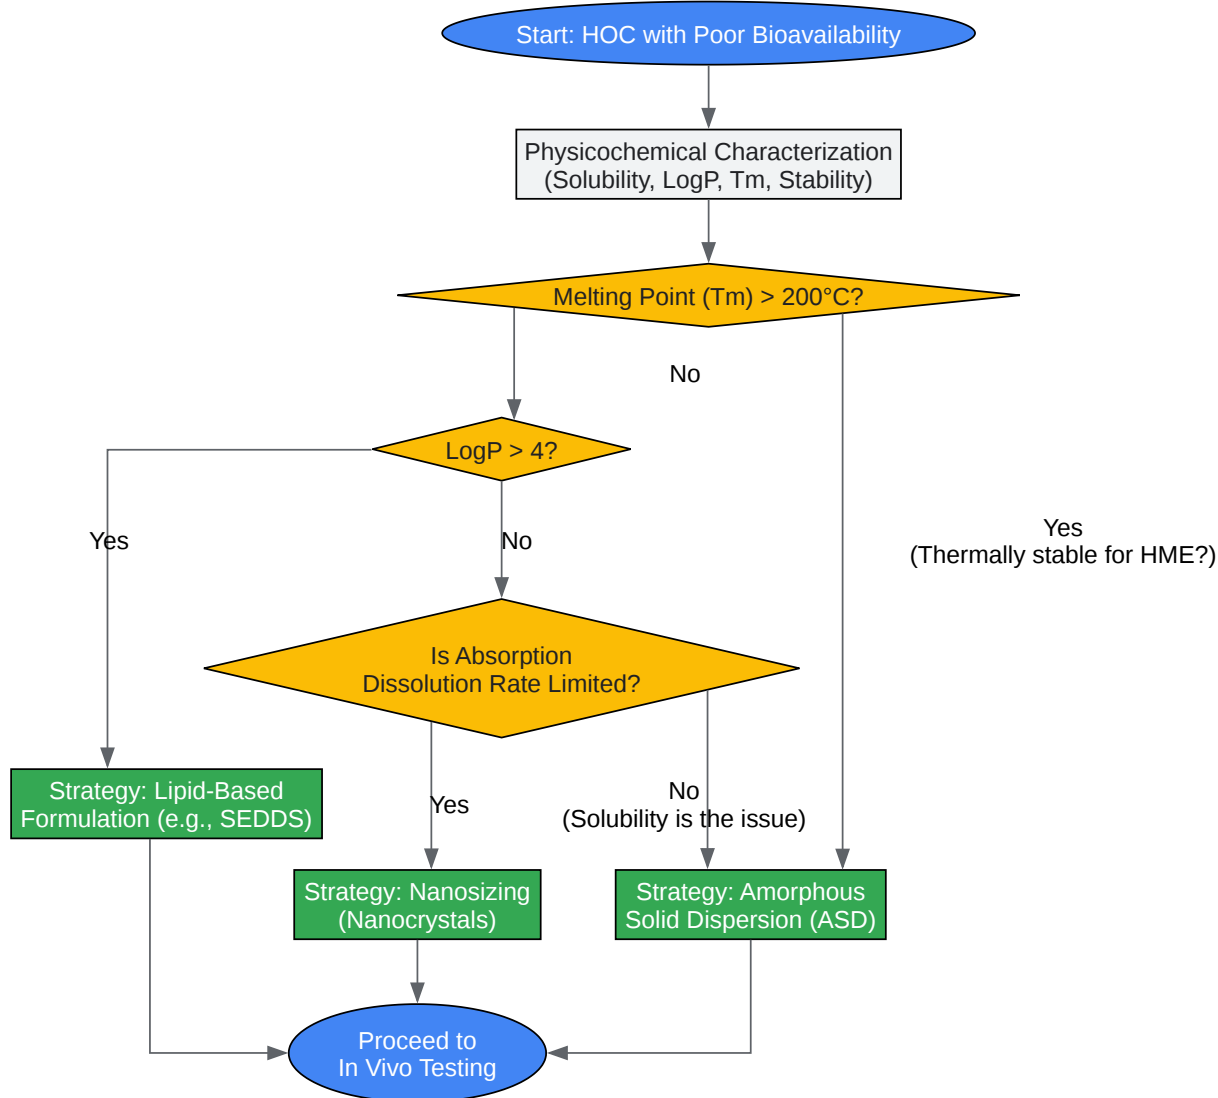 Start: HOC with Poor Bioavailability
Physicochemical Characterization
(Solubility, LogP, Tm, Stability)
Melting Point (Tm) > 200°C?
No
LogP > 4?
Yes
No
Yes
(Thermally stable for HME?)
Is Absorption
Dissolution Rate Limited?
Strategy: Lipid-Based
Formulation (e.g., SEDDS)
Yes
No
(Solubility is the issue)
Strategy: Nanosizing
(Nanocrystals)
Strategy: Amorphous
Solid Dispersion (ASD)
Proceed to
In Vivo Testing